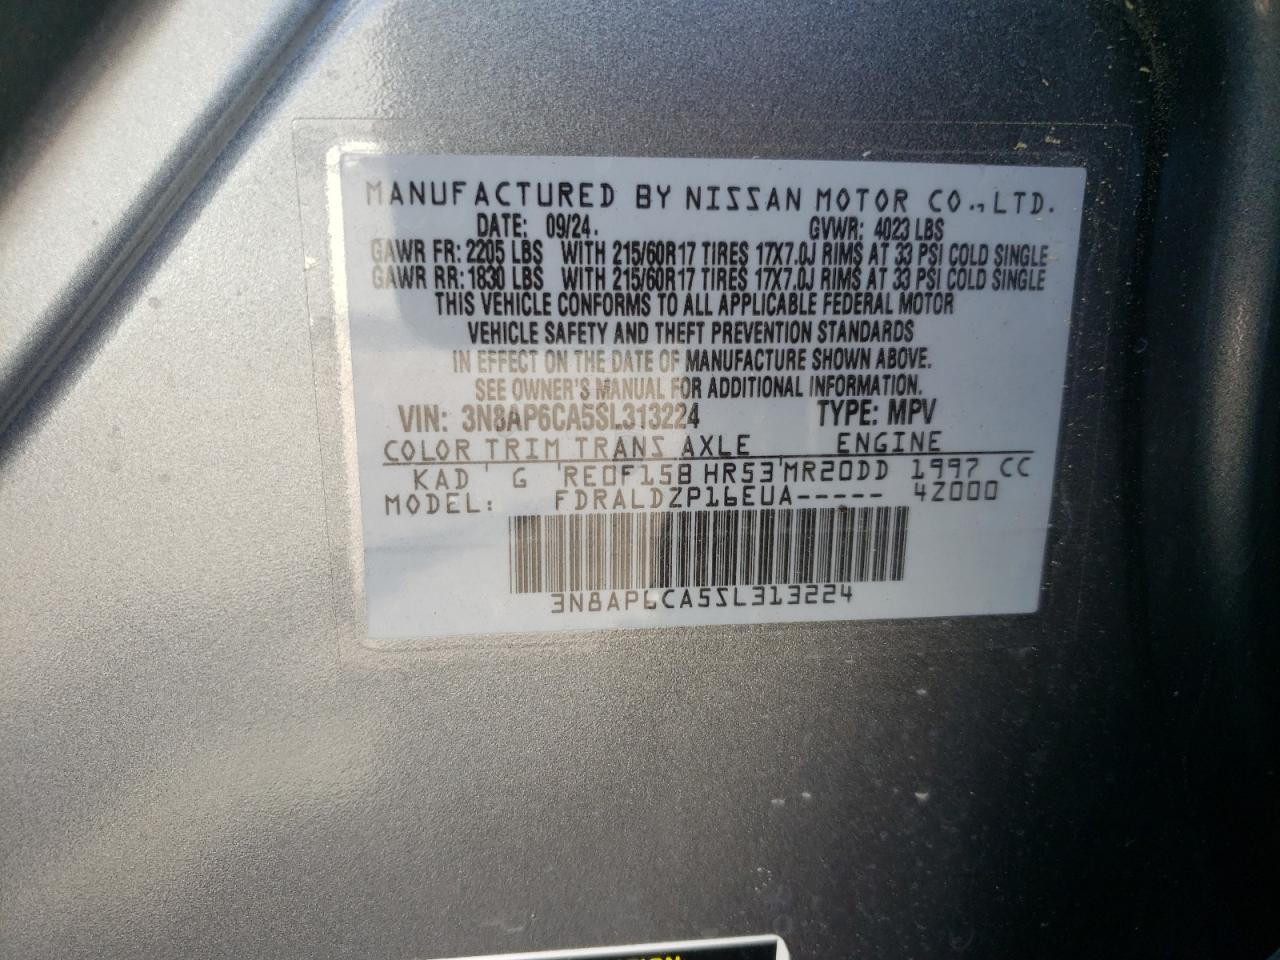 MANUFACTURED BY NISSAN MOTOR CO.,LTD.
DATE: 09/24. GVWR: 4023 LBS
GAWR FR: 2205 LBS WITH 215/60R17 TIRES 17X7.0J RIMS AT 33 PSI COLD SINGLE
GAWR RR: 1830 LBS WITH 215/60R17 TIRES 17X7.0J RIMS AT 33 PSI COLD SINGLE
THIS VEHICLE CONFORMS TO ALL APPLICABLE FEDERAL MOTOR
VEHICLE SAFETY AND THEFT PREVENTION STANDARDS
IN EFFECT ON THE DATE OF MANUFACTURE SHOWN ABOVE.
SEE OWNER'S MANUAL FOR ADDITIONAL INFORMATION.
VIN: 3N8AP6CA5SL313224 TYPE: MPV
COLOR TRIM TRANS AXLE ENGINE
KAD G RE0F15B HR53 MR20DD 1997 CC
MODEL: FDRALDZP16EUA----- 4Z000
3N8AP6CA5SL313224